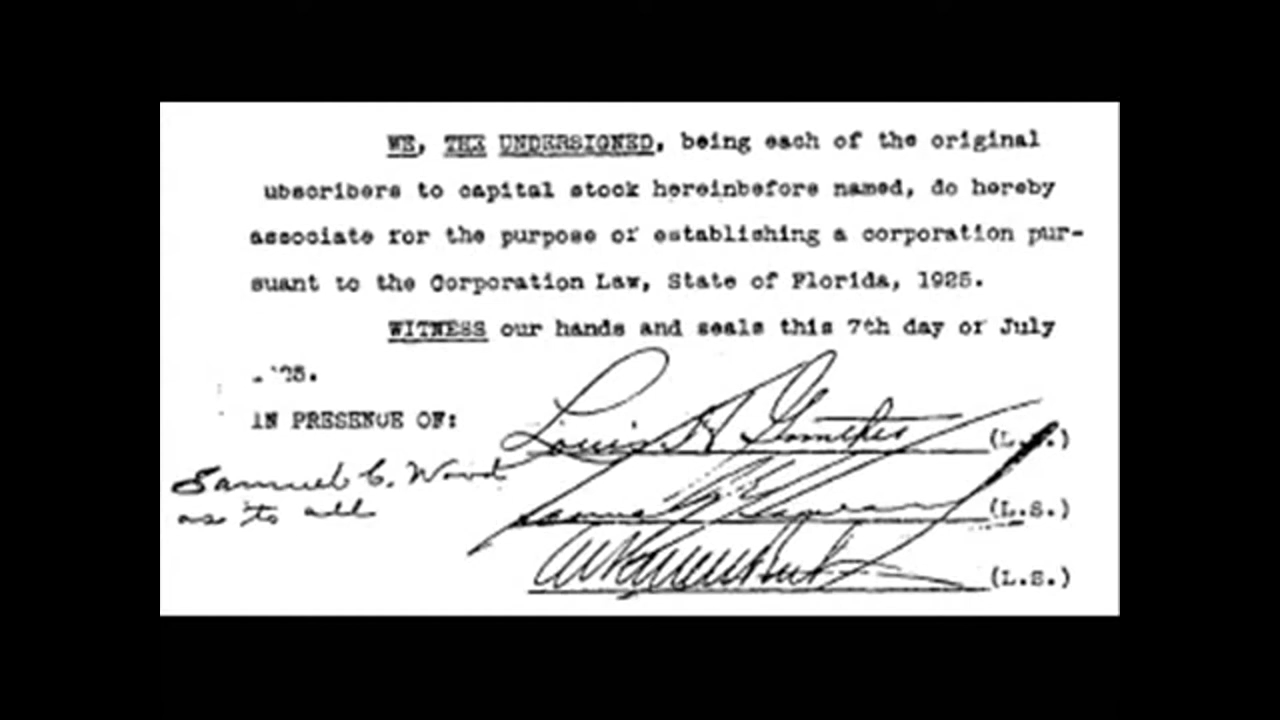 WE, THE UNDERSIGNED, being each of the original
ubscribers to capital stock hereinbefore named, do hereby
associate for the purpose of establishing a corporation pur-
suant to the Corporation Law, State of Florida, 1925.
WITNESS our hands and seals this 7th day of July
25.
IN PRESENCE OF:
Louis A (L.S.)
Samuel C. Ward
as to all
(L.S.)
(L.S.)